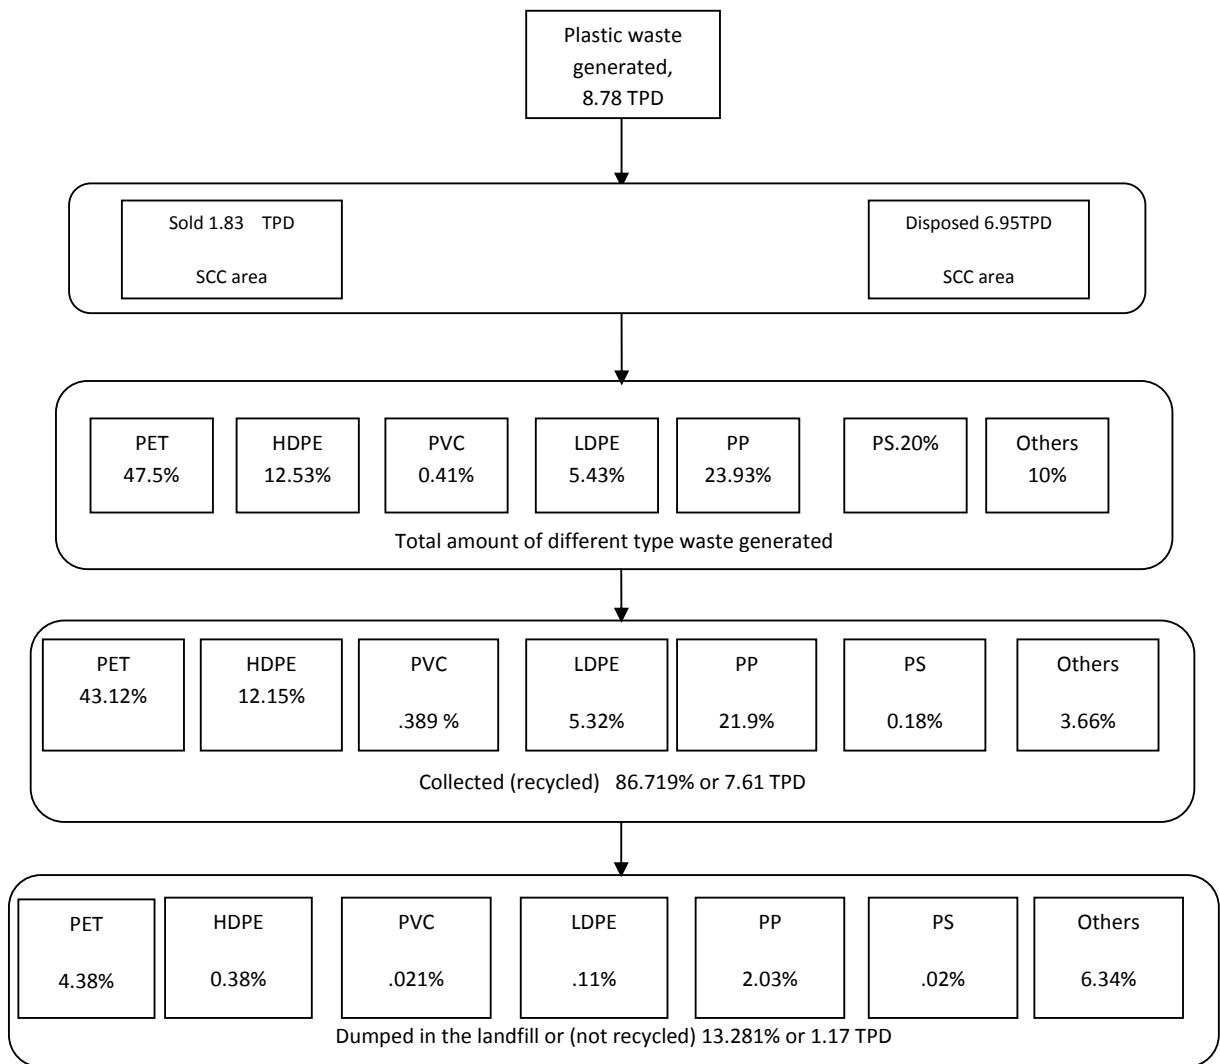 Plastic waste
generated,
8.78 TPD
Sold 1.83 TPD
SCC area
Disposed 6.95TPD
SCC area
PET
47.5%
HDPE
12.53%
PVC
0.41%
LDPE
5.43%
PP
23.93%
PS.20%
Others
10%
Total amount of different type waste generated
PET
43.12%
HDPE
12.15%
PVC
.389 %
LDPE
5.32%
PP
21.9%
PS
0.18%
Others
3.66%
Collected (recycled) 86.719% or 7.61 TPD
PET
4.38%
HDPE
0.38%
PVC
.021%
LDPE
.11%
PP
2.03%
PS
.02%
Others
6.34%
Dumped in the landfill or (not recycled) 13.281% or 1.17 TPD